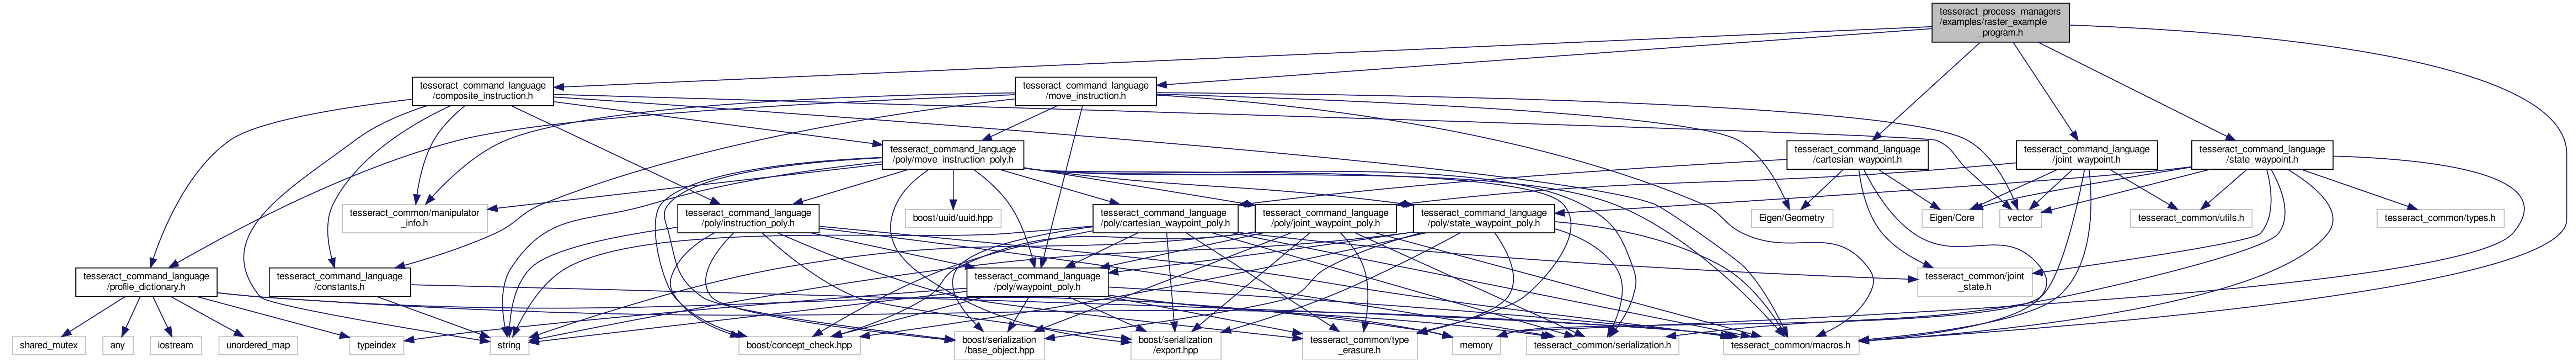 tesseract_process_managers
/examples/raster_example
_program.h
tesseract_command_language
/composite_instruction.h
tesseract_command_language
/move_instruction.h
tesseract_command_language
/poly/move_instruction_poly.h
tesseract_command_language
/cartesian_waypoint.h
tesseract_command_language
/joint_waypoint.h
tesseract_command_language
/state_waypoint.h
tesseract_common/manipulator
_info.h
tesseract_command_language
/poly/instruction_poly.h
boost/uuid/uuid.hpp
tesseract_command_language
/poly/cartesian_waypoint_poly.h
tesseract_command_language
/poly/joint_waypoint_poly.h
tesseract_command_language
/poly/state_waypoint_poly.h
Eigen/Geometry
Eigen/Core
vector
tesseract_common/utils.h
tesseract_common/types.h
tesseract_command_language
/profile_dictionary.h
tesseract_command_language
/constants.h
tesseract_command_language
/poly/waypoint_poly.h
tesseract_common/joint
_state.h
shared_mutex
any
iostream
unordered_map
typeindex
string
boost/concept_check.hpp
boost/serialization
/base_object.hpp
boost/serialization
/export.hpp
tesseract_common/type
_erasure.h
memory
tesseract_common/serialization.h
tesseract_common/macros.h